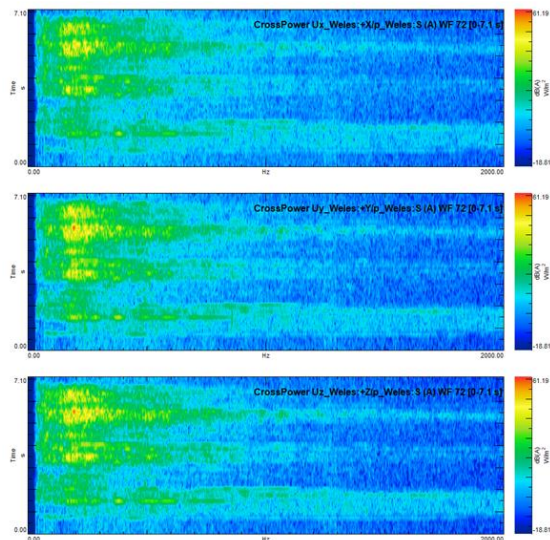 7.10
CrossPower Ux_Weles:+X/p_Weles:S (A) WF 72 [0-7.1 s]
61.19
Time
s
dB(A)
W/m²
0.00
-18.81
0.00
Hz
2000.00
7.10
CrossPower Uy_Weles:+Y/p_Weles:S (A) WF 72 [0-7.1 s]
61.19
Time
s
dB(A)
W/m²
0.00
-18.81
0.00
Hz
2000.00
7.10
CrossPower Uz_Weles:+Z/p_Weles:S (A) WF 72 [0-7.1 s]
61.19
Time
s
dB(A)
W/m²
0.00
-18.81
0.00
Hz
2000.00